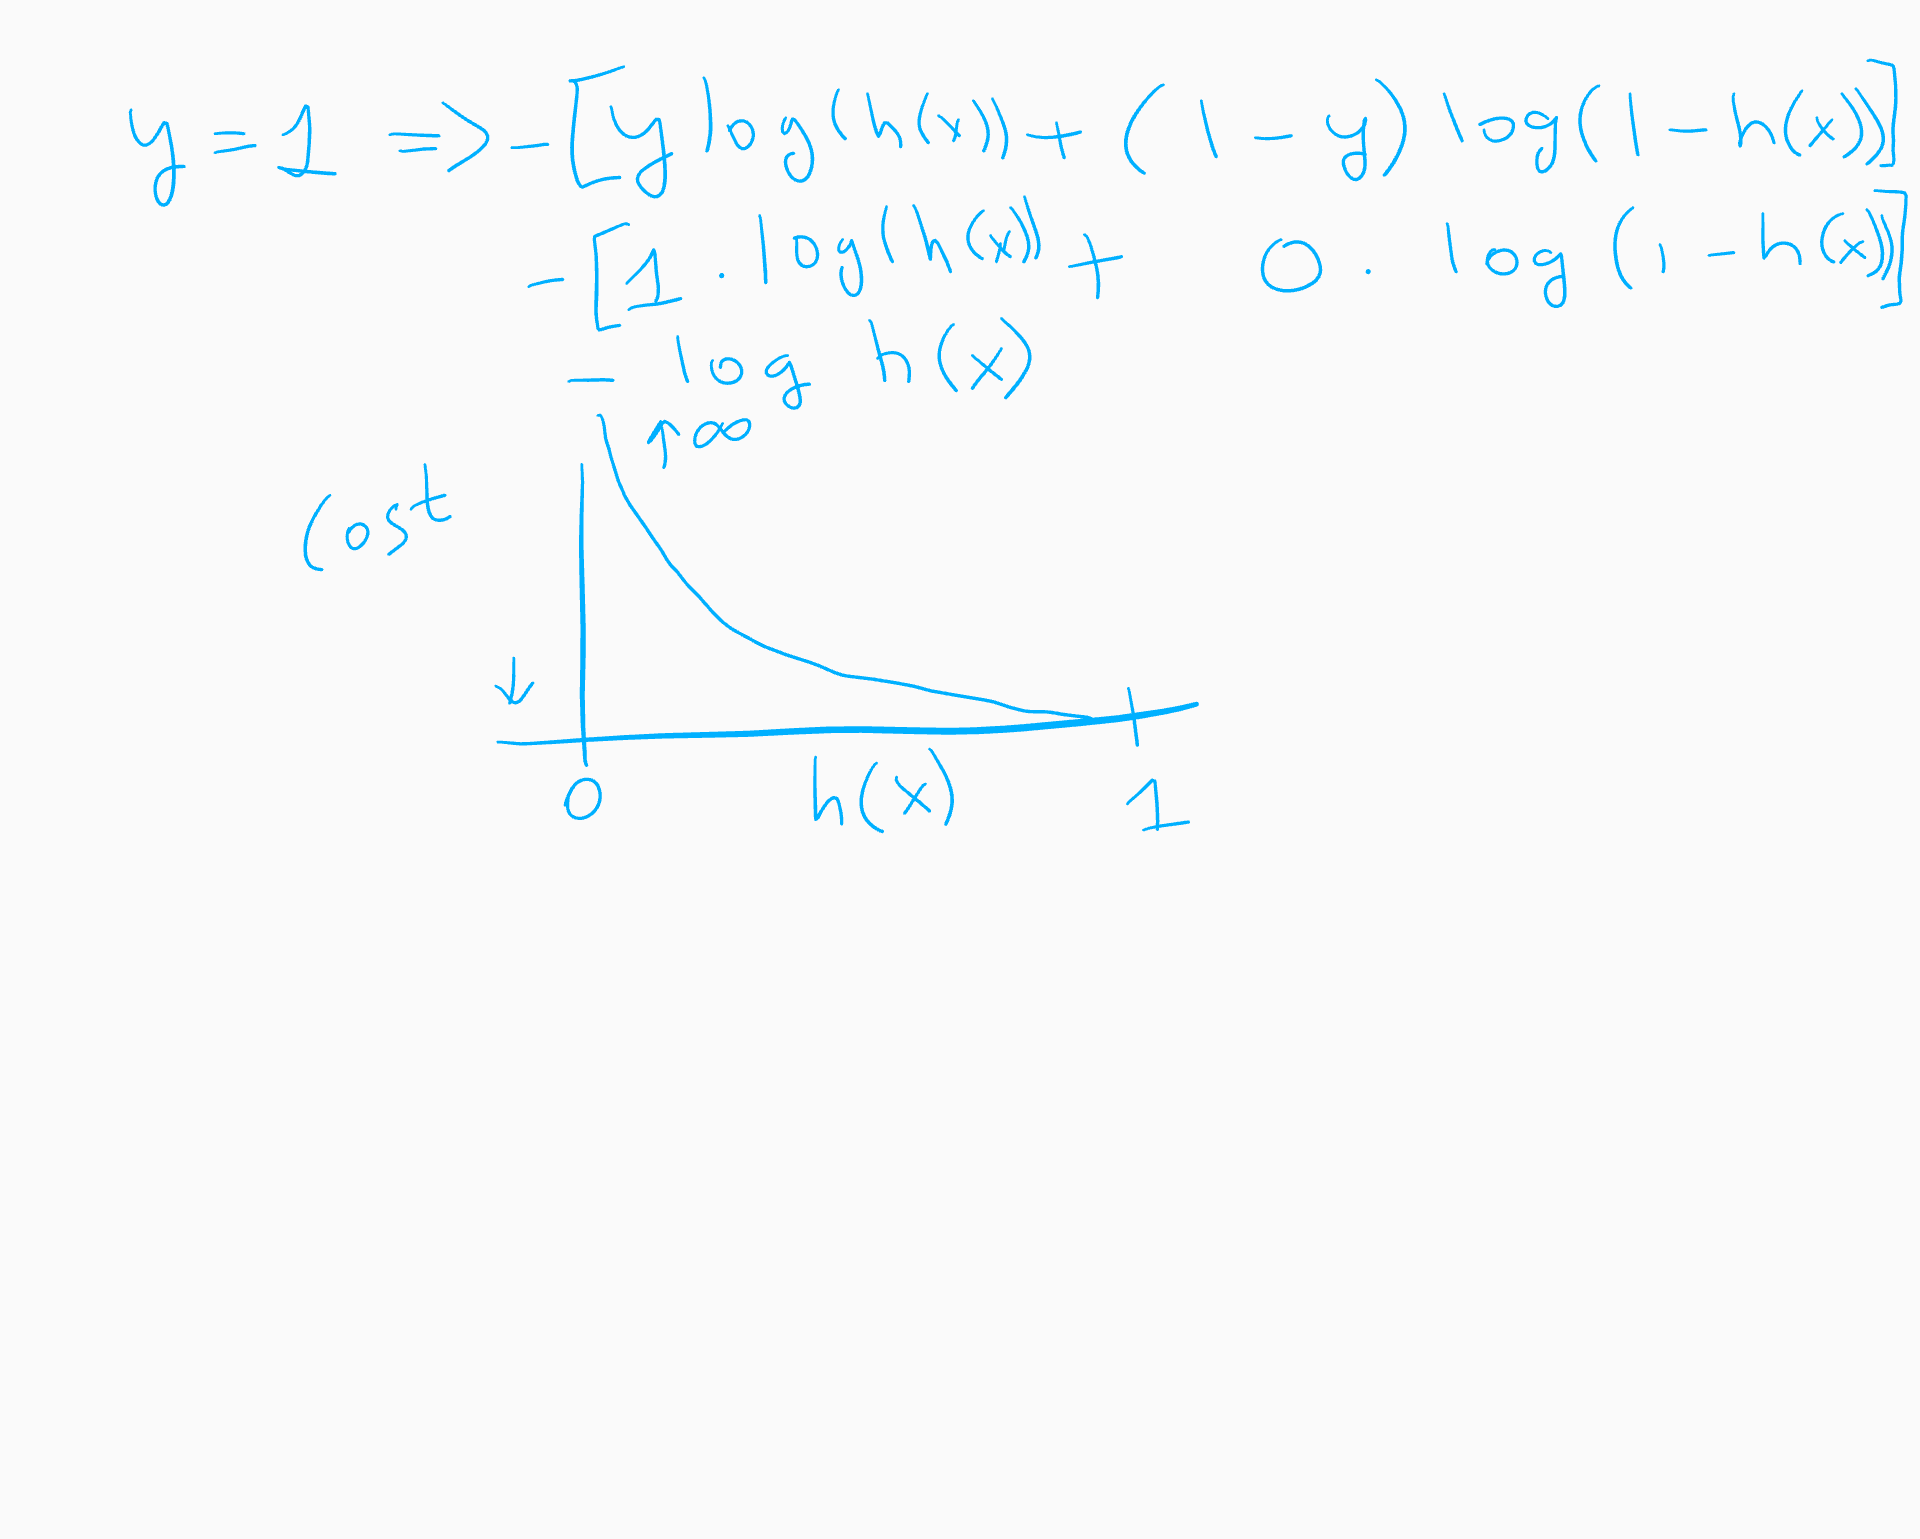 y = 1 => -[y log(h(x)) + (1 - y) log(1 - h(x))]
-[1 . log(h(x)) + 0 . log(1 - h(x))]
- log h(x)
↑∞
Cost
↓
0 h(x) 1